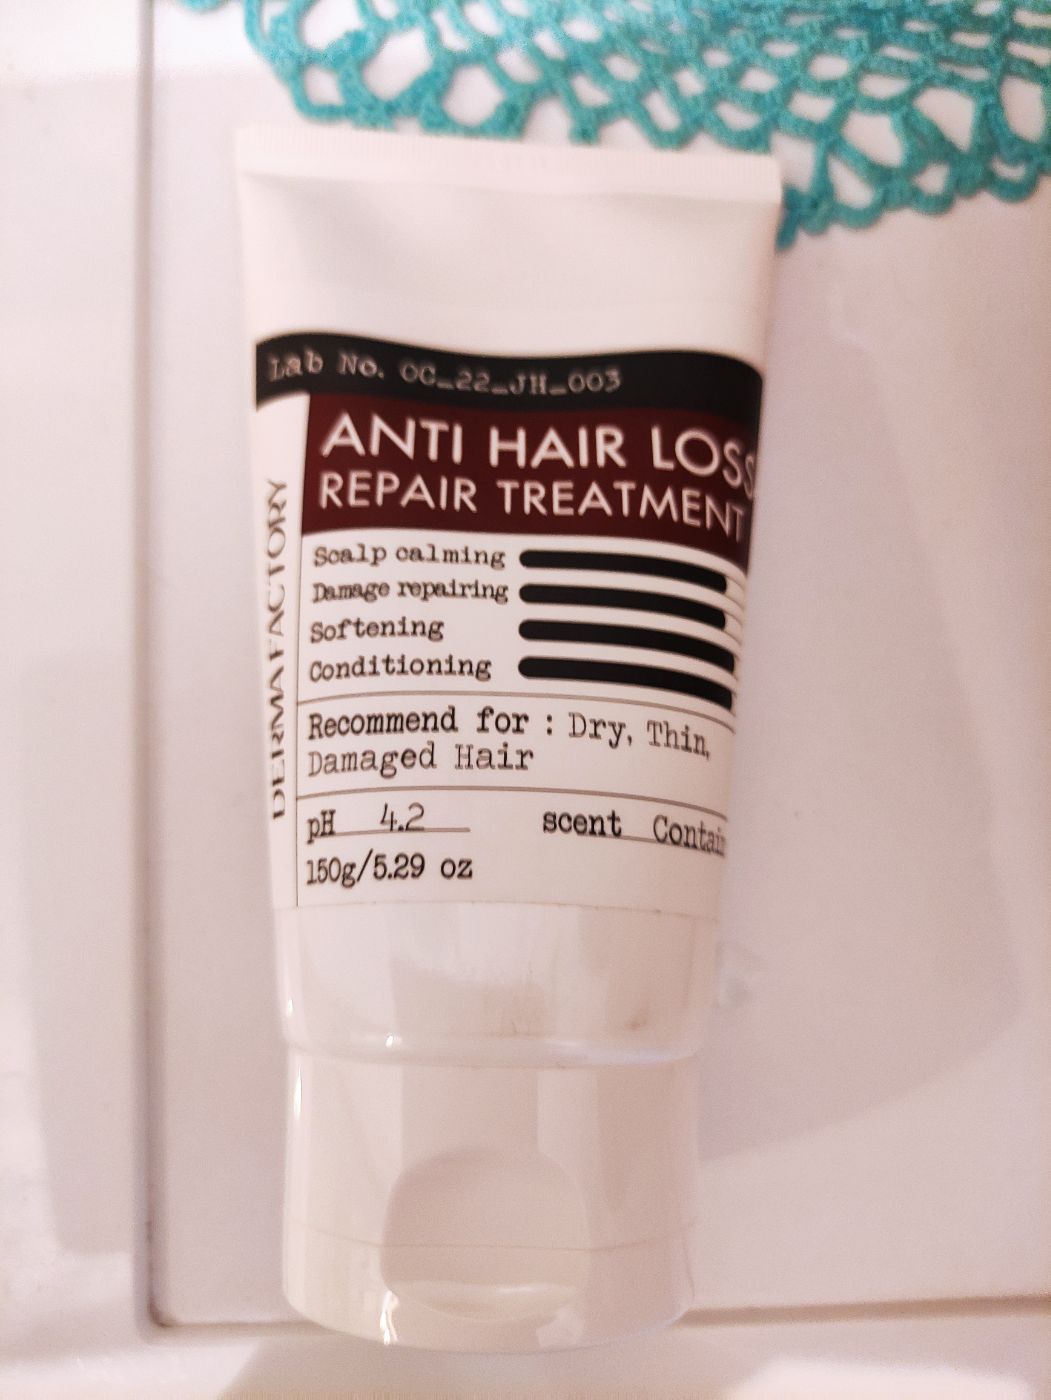 Lab No. OC_22_JH_003
ANTI HAIR LOSS
REPAIR TREATMENT
DERMAFACTORY
Scalp calming
Damage repairing
Softening
Conditioning
Recommend for : Dry, Thin,
Damaged Hair
pH 4.2 scent Contai
150g/5.29 oz